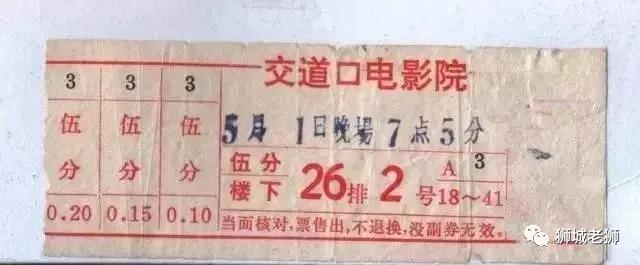 3 3 3
伍分 伍分 伍分
0.20 0.15 0.10
交道口电影院
5月1日晚場7点5分
伍分
楼下 26排2号 A 3
18~41
当面核对,票售出,不退换,没副券无效。
狮城老狮